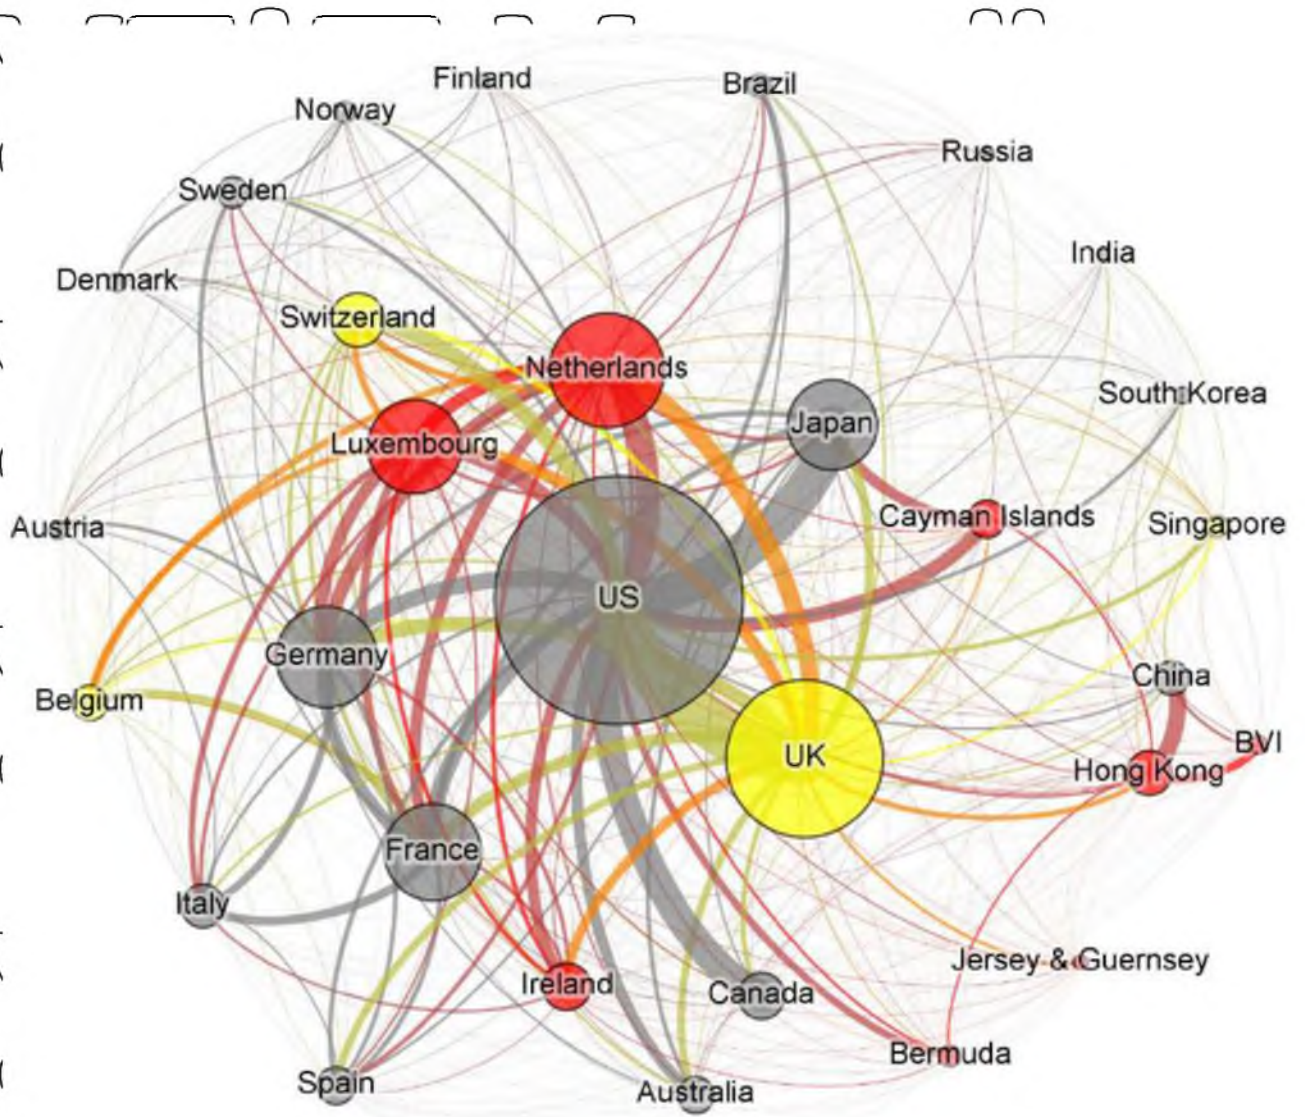 Finland
Brazil
Norway
Russia
Sweden
India
Denmark
Switzerland
Netherlands
South Korea
Japan
Luxembourg
Cayman Islands
Singapore
Austria
US
Germany
China
Belgium
BVI
UK
Hong Kong
France
Italy
Jersey & Guernsey
Ireland
Canada
Bermuda
Spain
Australia